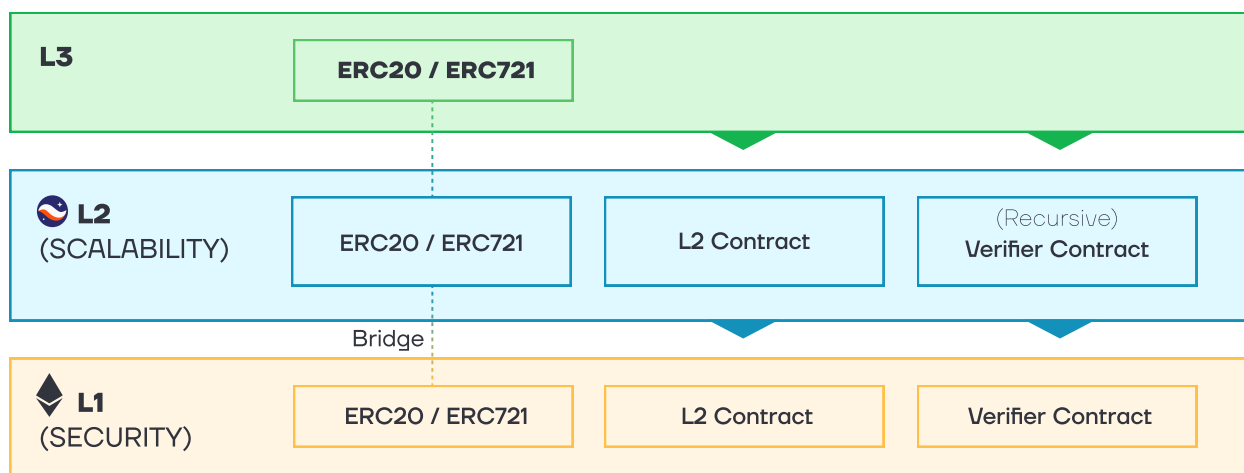 L3
ERC20 / ERC721
L2
(SCALABILITY)
ERC20 / ERC721
L2 Contract
(Recursive)
Verifier Contract
Bridge
L1
(SECURITY)
ERC20 / ERC721
L2 Contract
Verifier Contract